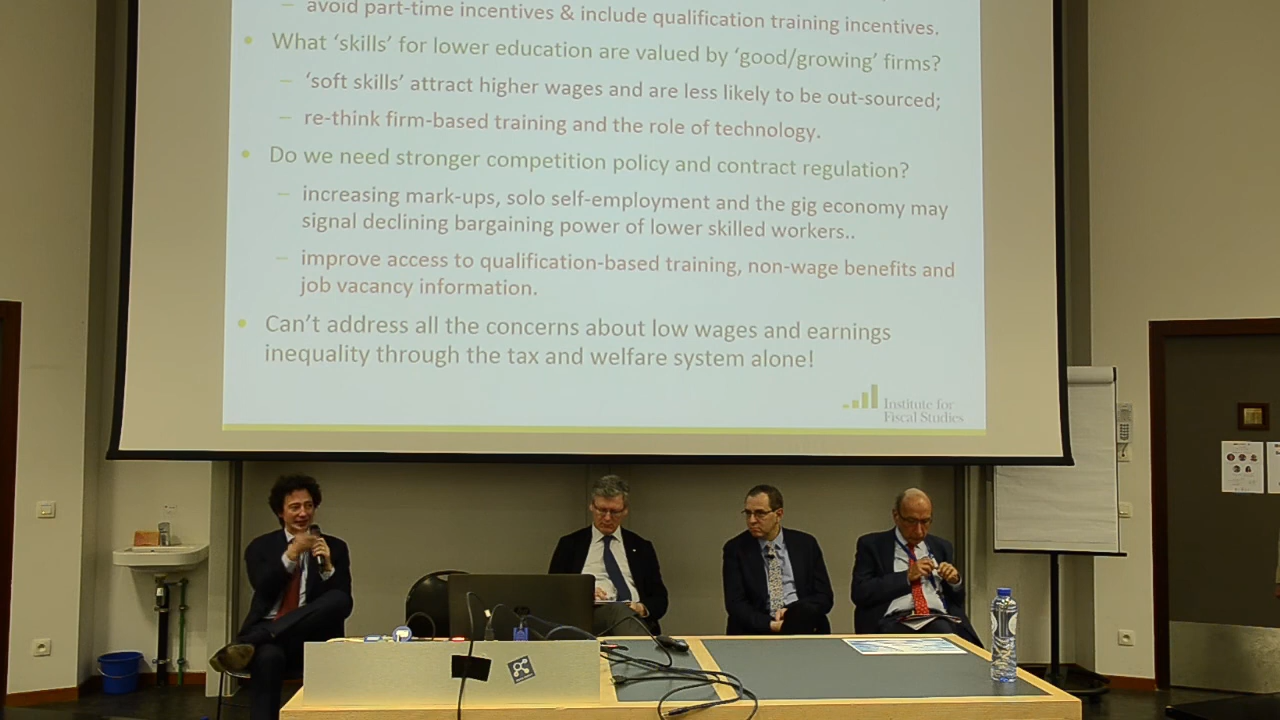 – avoid part-time incentives & include qualification training incentives.
• What ‘skills’ for lower education are valued by ‘good/growing’ firms?
– ‘soft skills’ attract higher wages and are less likely to be out-sourced;
– re-think firm-based training and the role of technology.
• Do we need stronger competition policy and contract regulation?
– increasing mark-ups, solo self-employment and the gig economy may
signal declining bargaining power of lower skilled workers..
– improve access to qualification-based training, non-wage benefits and
job vacancy information.
• Can’t address all the concerns about low wages and earnings
inequality through the tax and welfare system alone!
Institute for
Fiscal Studies